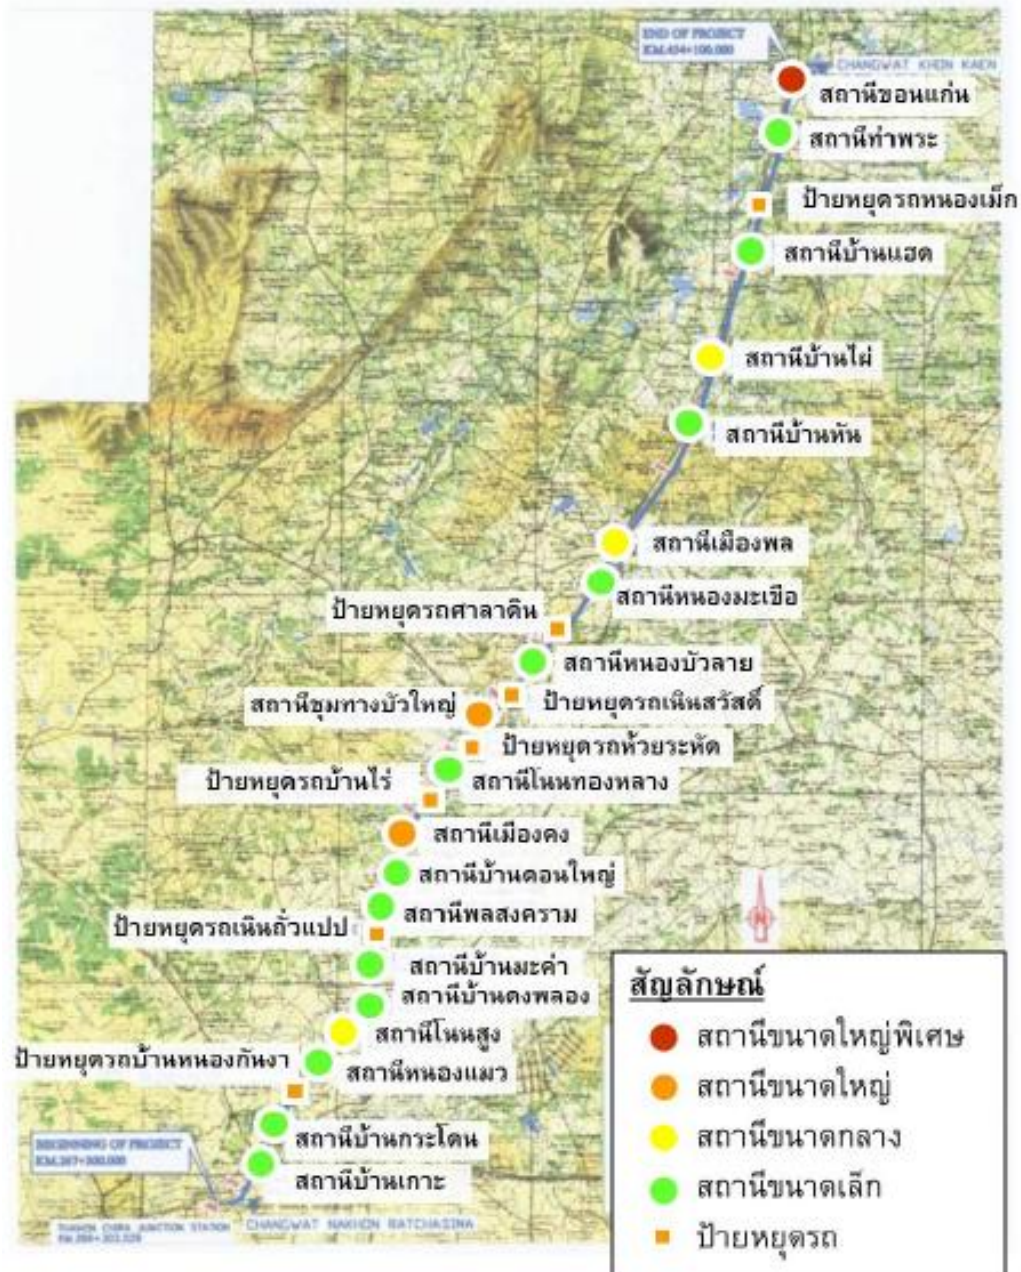 END OF PROJECT
CHANGWAT KHON KAEN
สถานีขอนแก่น
สถานีท่าพระ
ป้ายหยุดรถหนองเม็ก
สถานีบ้านแฮด
สถานีบ้านไผ่
สถานีบ้านหัน
สถานีเมืองพล
สถานีหนองมะเขือ
ป้ายหยุดรถศาลาดิน
สถานีหนองบัวลาย
ป้ายหยุดรถเนินสวัสดิ์
สถานีชุมทางบัวใหญ่
ป้ายหยุดรถห้วยระหัด
สถานีโนนทองหลาง
ป้ายหยุดรถบ้านไร่
สถานีเมืองคง
สถานีบ้านดอนใหญ่
สถานีพลสงคราม
ป้ายหยุดรถเนินถั่วแปป
สถานีบ้านมะค่า
สถานีบ้านดงพลอง
สถานีโนนสูง
ป้ายหยุดรถบ้านหนองกันงา
สถานีหนองแมว
สถานีบ้านกระโดน
BEGINNING OF PROJECT
สถานีบ้านเกาะ
THANON CHIRA JUNCTION STATION
CHANGWAT NAKHON RATCHASIMA
N
สัญลักษณ์
สถานีขนาดใหญ่พิเศษ
สถานีขนาดใหญ่
สถานีขนาดกลาง
สถานีขนาดเล็ก
ป้ายหยุดรถ